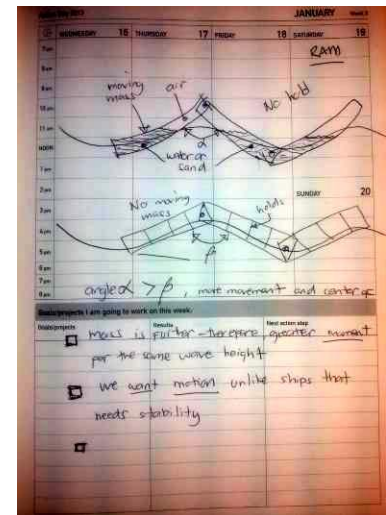 JANUARY
WEDNESDAY 16 THURSDAY 17 FRIDAY 18 SATURDAY 19
RAM
7am
8am
9am
10am
11am
NOON
1pm
2pm
3pm
4pm
5pm
6pm
7pm
8pm
moving mass
air
No hold
α
water or sand
SUNDAY 20
No moving mass
holds
β
angle α > β, more movement and center of
Goals/projects I am going to work on this week.
Goals/projects Results Next action step
mass is further therefore, greater moment
for the same wave height
we want motion unlike ships that
needs stability